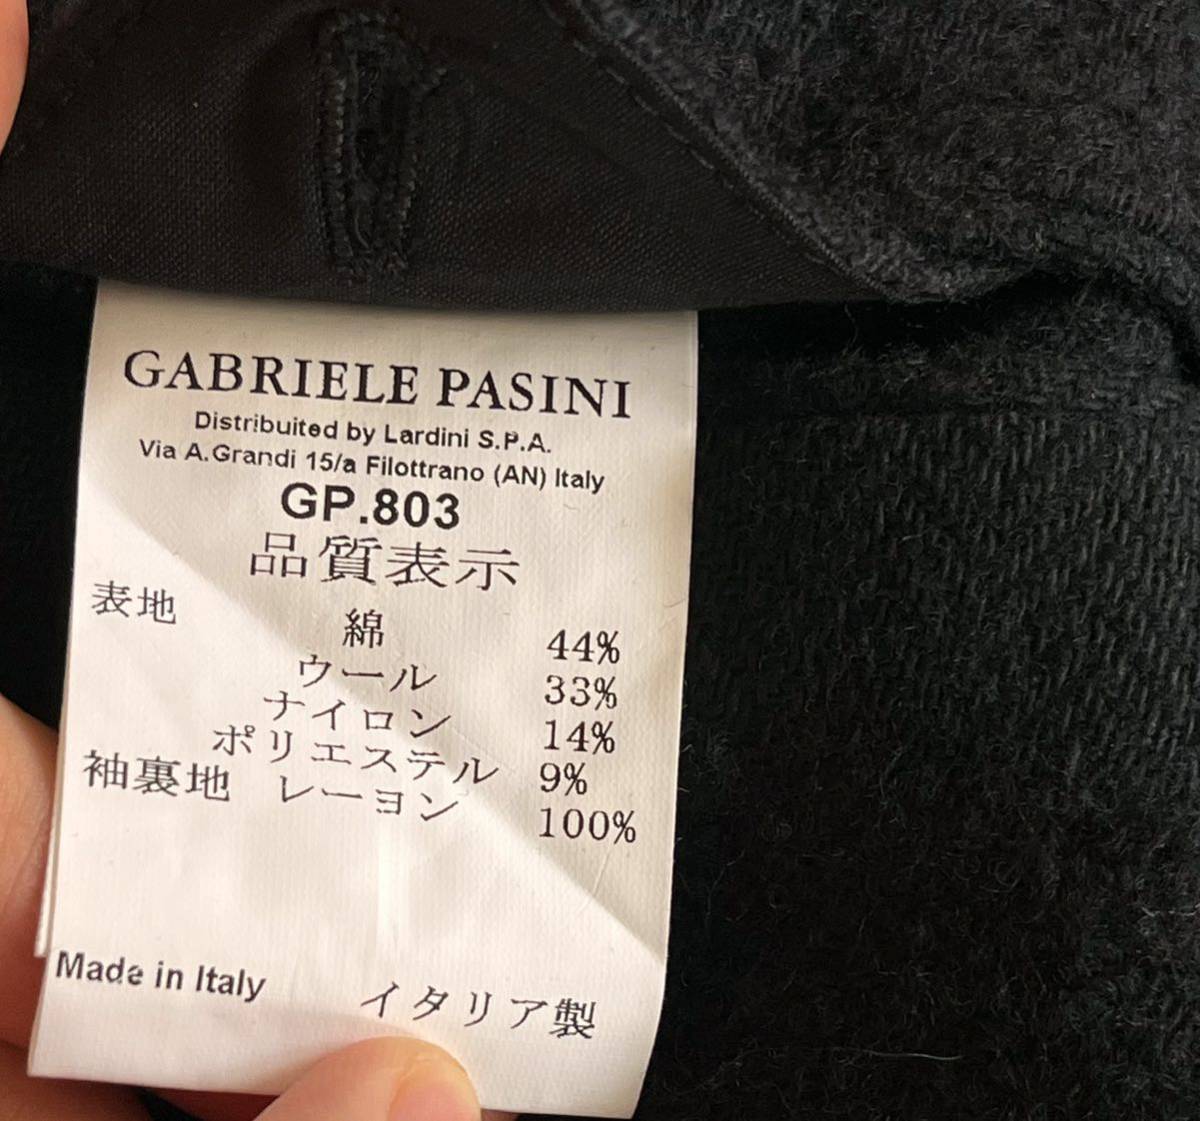 GABRIELE PASINI
Distribuited by Lardini S.P.A.
Via A.Grandi 15/a Filottrano (AN) Italy
GP.803
品質表示
表地 綿 44%
ウール 33%
ナイロン 14%
ポリエステル 9%
袖裏地 レーヨン 100%
Made in Italy イタリア製